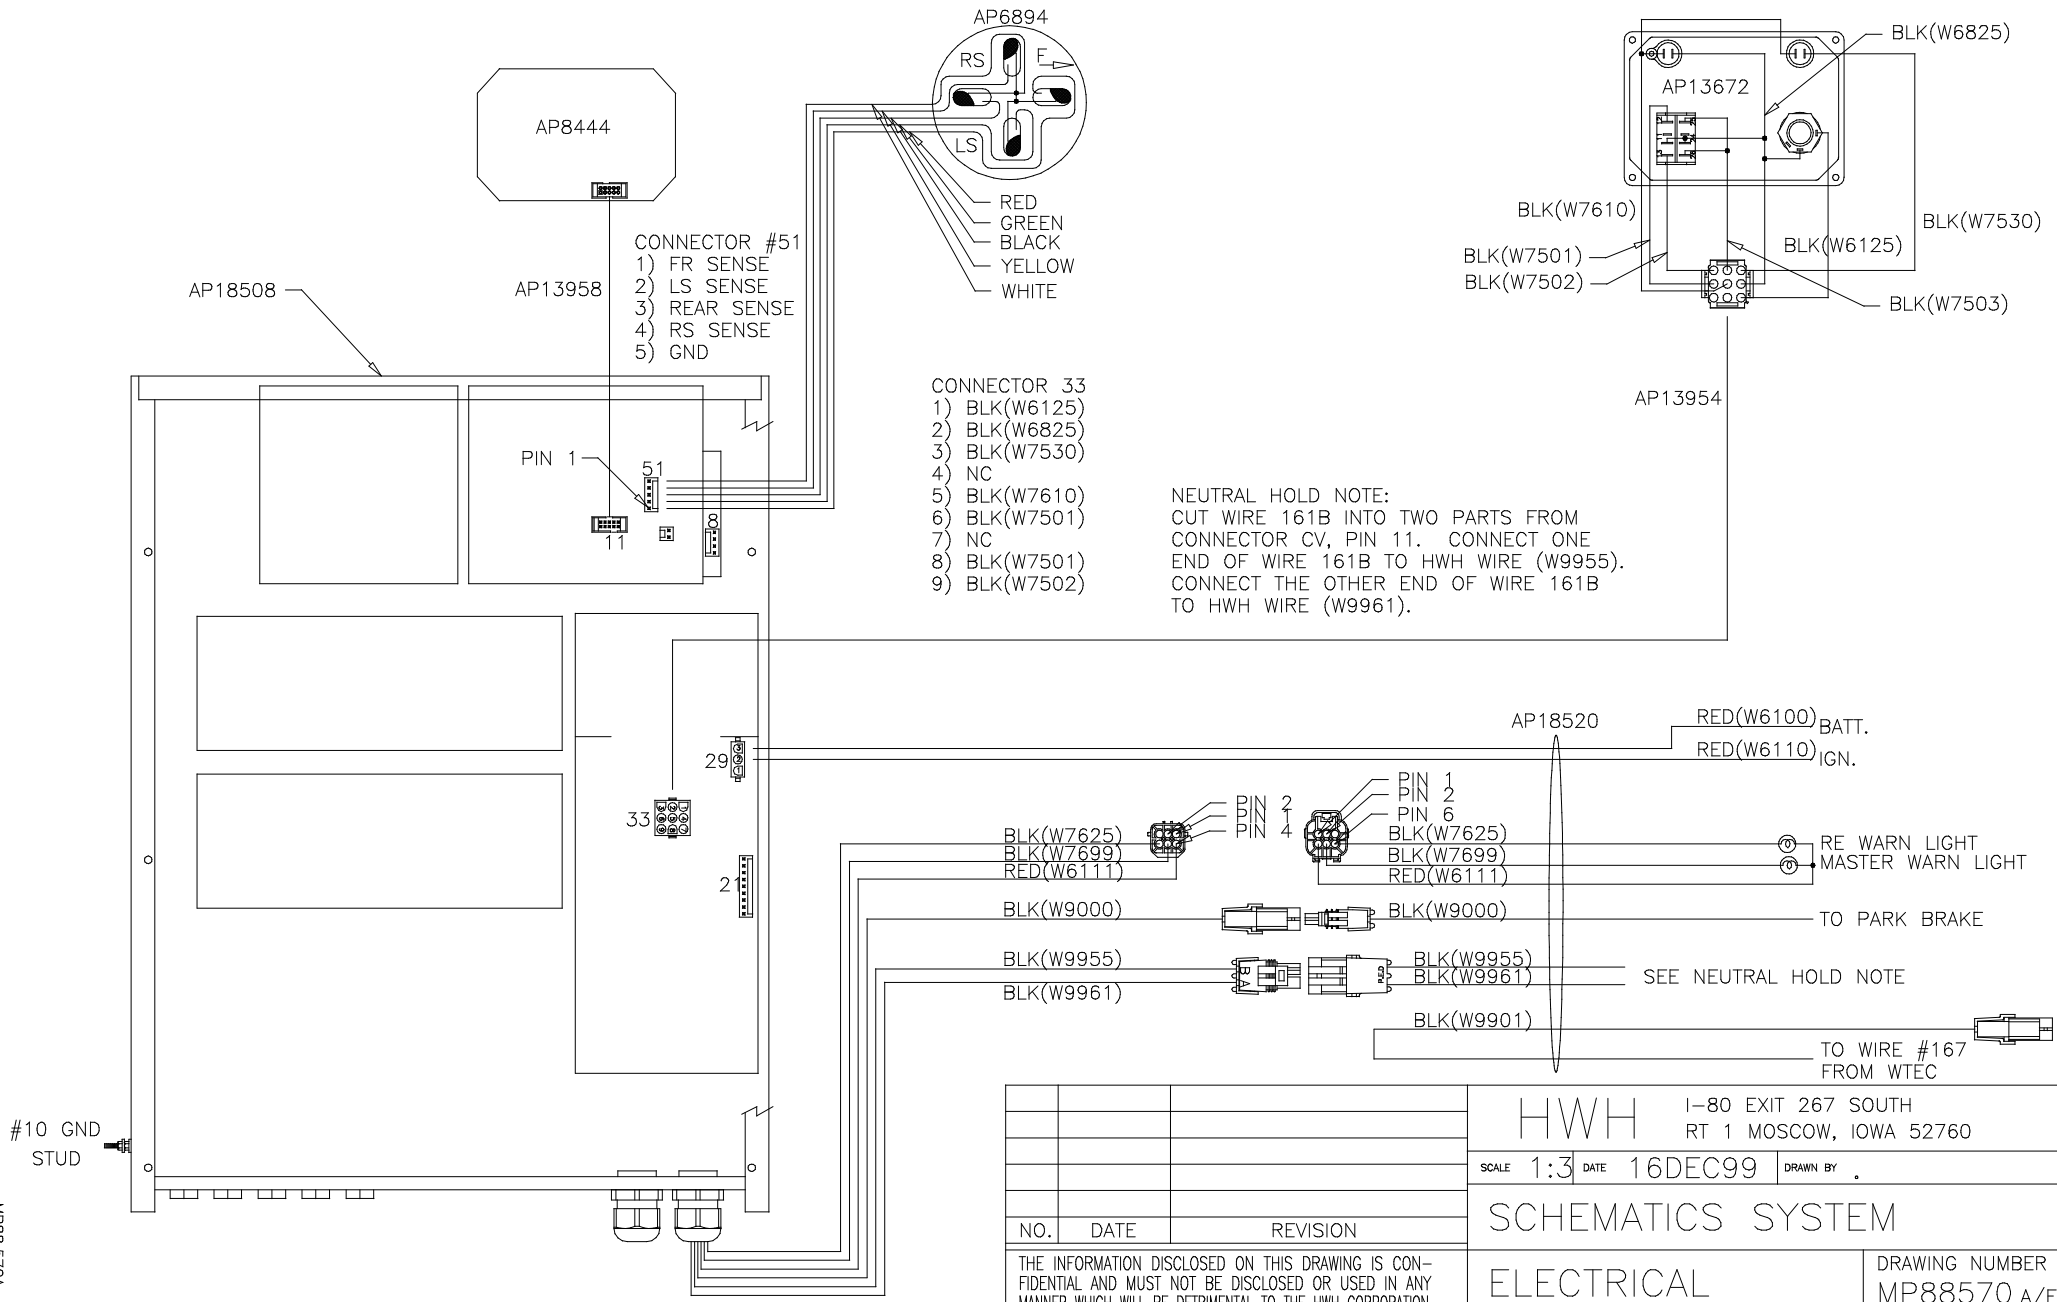 AP6894
RS
F
LS
AP8444
RED
GREEN
BLACK
YELLOW
WHITE
CONNECTOR #51
1) FR SENSE
2) LS SENSE
3) REAR SENSE
4) RS SENSE
5) GND
AP13958
AP18508
BLK(W6825)
AP13672
BLK(W7610)
BLK(W7530)
BLK(W6125)
BLK(W7501)
BLK(W7502)
BLK(W7503)
AP13954
PIN 1
51
11
8
CONNECTOR 33
1) BLK(W6125)
2) BLK(W6825)
3) BLK(W7530)
4) NC
5) BLK(W7610)
6) BLK(W7501)
7) NC
8) BLK(W7501)
9) BLK(W7502)
NEUTRAL HOLD NOTE:
CUT WIRE 161B INTO TWO PARTS FROM
CONNECTOR CV, PIN 11. CONNECT ONE
END OF WIRE 161B TO HWH WIRE (W9955).
CONNECT THE OTHER END OF WIRE 161B
TO HWH WIRE (W9961).
29
33
21
AP18520
RED(W6100) BATT.
RED(W6110) IGN.
PIN 2
PIN 1
PIN 4
PIN 1
PIN 2
PIN 6
BLK(W7625)
BLK(W7699)
RED(W6111)
BLK(W7625)
BLK(W7699)
RED(W6111)
RE WARN LIGHT
MASTER WARN LIGHT
BLK(W9000)
BLK(W9000)
TO PARK BRAKE
BLK(W9955)
BLK(W9961)
B
A
RED
BLK(W9955)
BLK(W9961)
SEE NEUTRAL HOLD NOTE
BLK(W9901)
TO WIRE #167
FROM WTEC
#10 GND
STUD
HWH
I-80 EXIT 267 SOUTH
RT 1 MOSCOW, IOWA 52760
SCALE 1:3 DATE 16DEC99 DRAWN BY .
SCHEMATICS SYSTEM
NO. DATE REVISION
THE INFORMATION DISCLOSED ON THIS DRAWING IS CON-
FIDENTIAL AND MUST NOT BE DISCLOSED OR USED IN ANY
MANNER WHICH WILL BE DETRIMENTAL TO THE HWH CORPORATION
ELECTRICAL
DRAWING NUMBER
MP88570 A/E